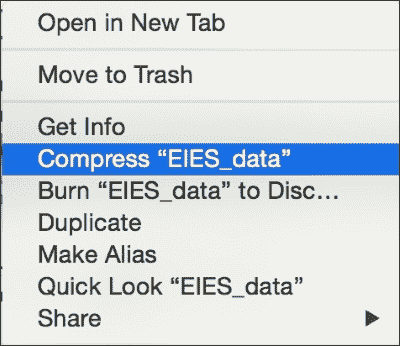 Open in New Tab
Move to Trash
Get Info
Compress “EIES_data”
Burn “EIES_data” to Disc…
Duplicate
Make Alias
Quick Look “EIES_data”
Share